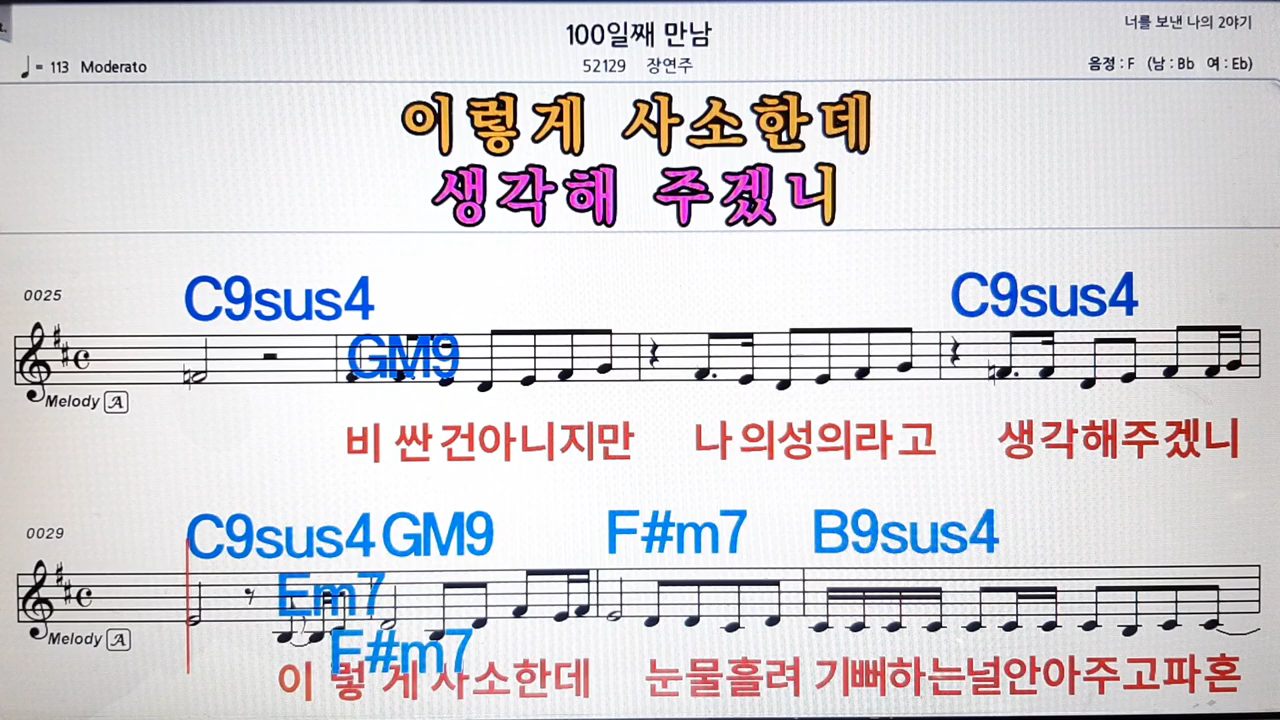 100일째 만남
너를 보낸 나의 2야기
♩= 113 Moderato
52129 장연주
음정 : F (남 : Bb 여 : Eb)
이렇게 사소한데
생각해 주겠니
0025
C9sus4 GM9 C9sus4
Melody A
비 싼 건아니지만 나의성의라고 생각해주겠니
0029
C9sus4 GM9 F#m7 B9sus4
Em7
Melody A
F#m7
이 렇 게 사소한데 눈물흘려 기뻐하는널안아주고파혼